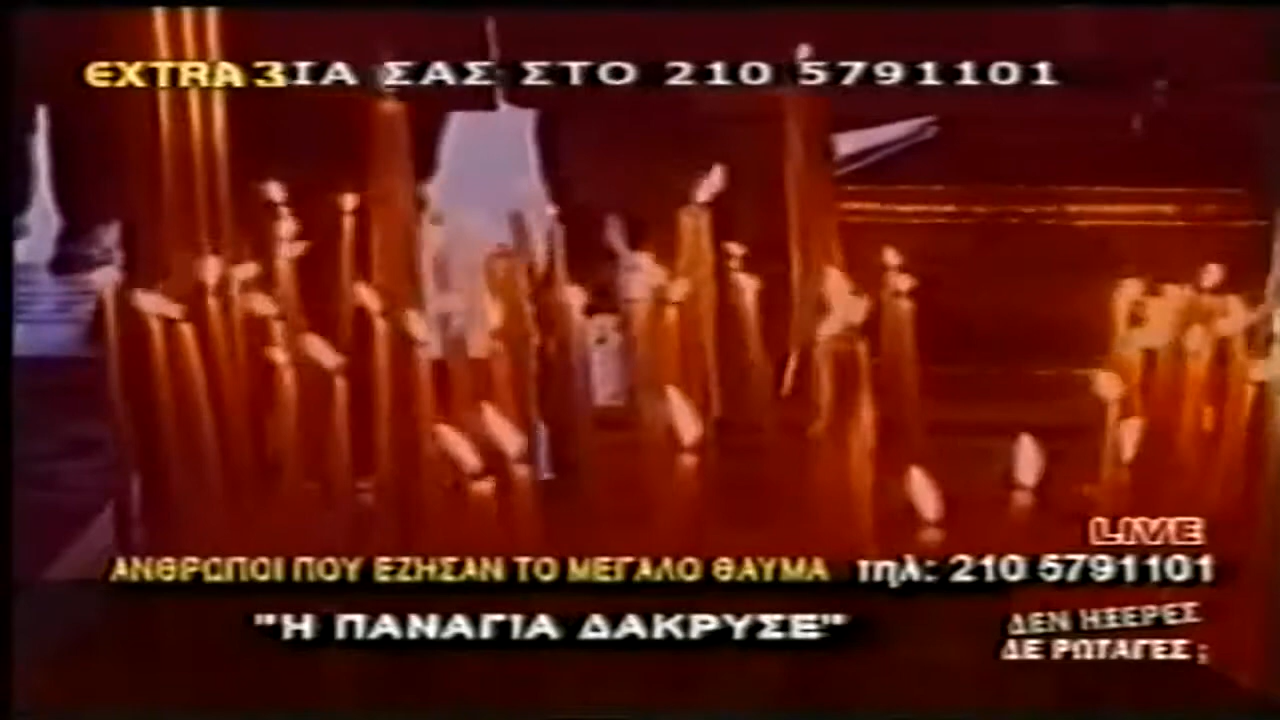 EXTRA 3 ΙΑ ΣΑΣ ΣΤΟ 210 5791101
LIVE
ΑΝΘΡΩΠΟΙ ΠΟΥ ΕΖΗΣΑΝ ΤΟ ΜΕΓΑΛΟ ΘΑΥΜΑ τηλ: 210 5791101
"Η ΠΑΝΑΓΙΑ ΔΑΚΡΥΣΕ"
ΔΕΝ ΗΞΕΡΕΣ
ΔΕ ΡΩΤΑΓΕΣ ;